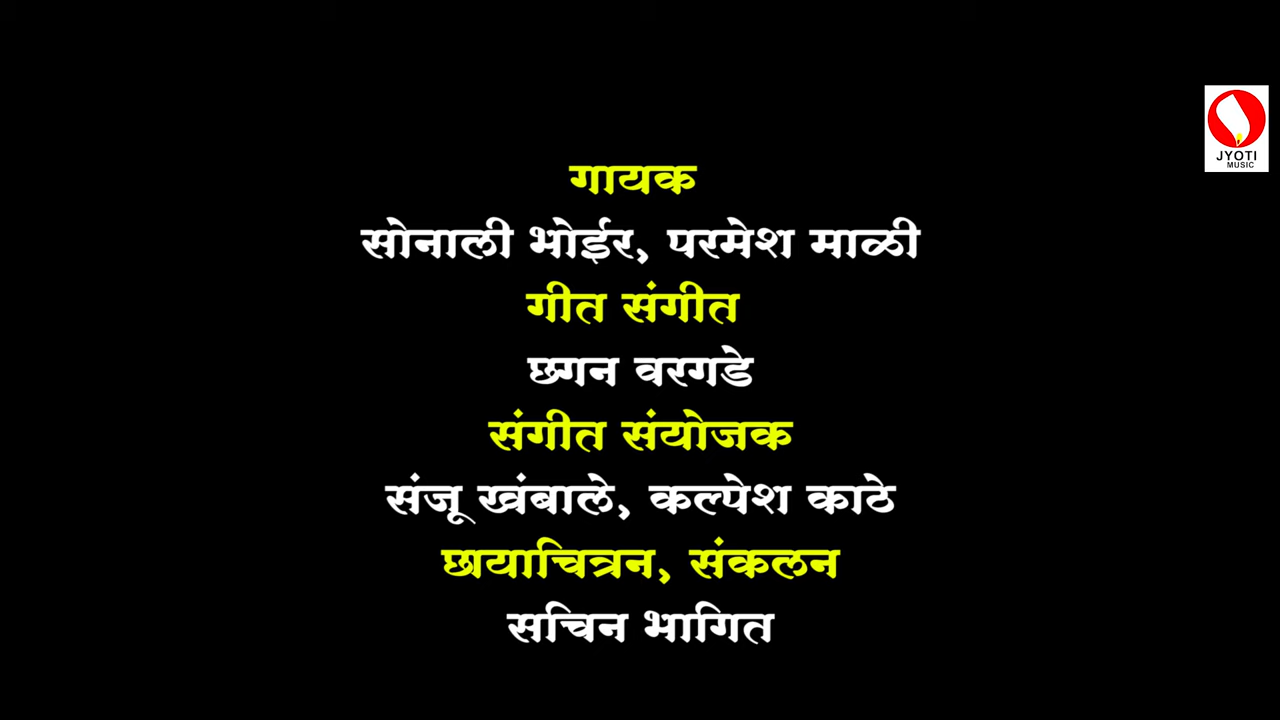 गायक
सोनाली भोईर, परमेश माळी
गीत संगीत
छगन वरगडे
संगीत संयोजक
संजू खंबाले, कल्पेश काठे
छायाचित्रन, संकलन
सचिन भागित
JYOTI
MUSIC